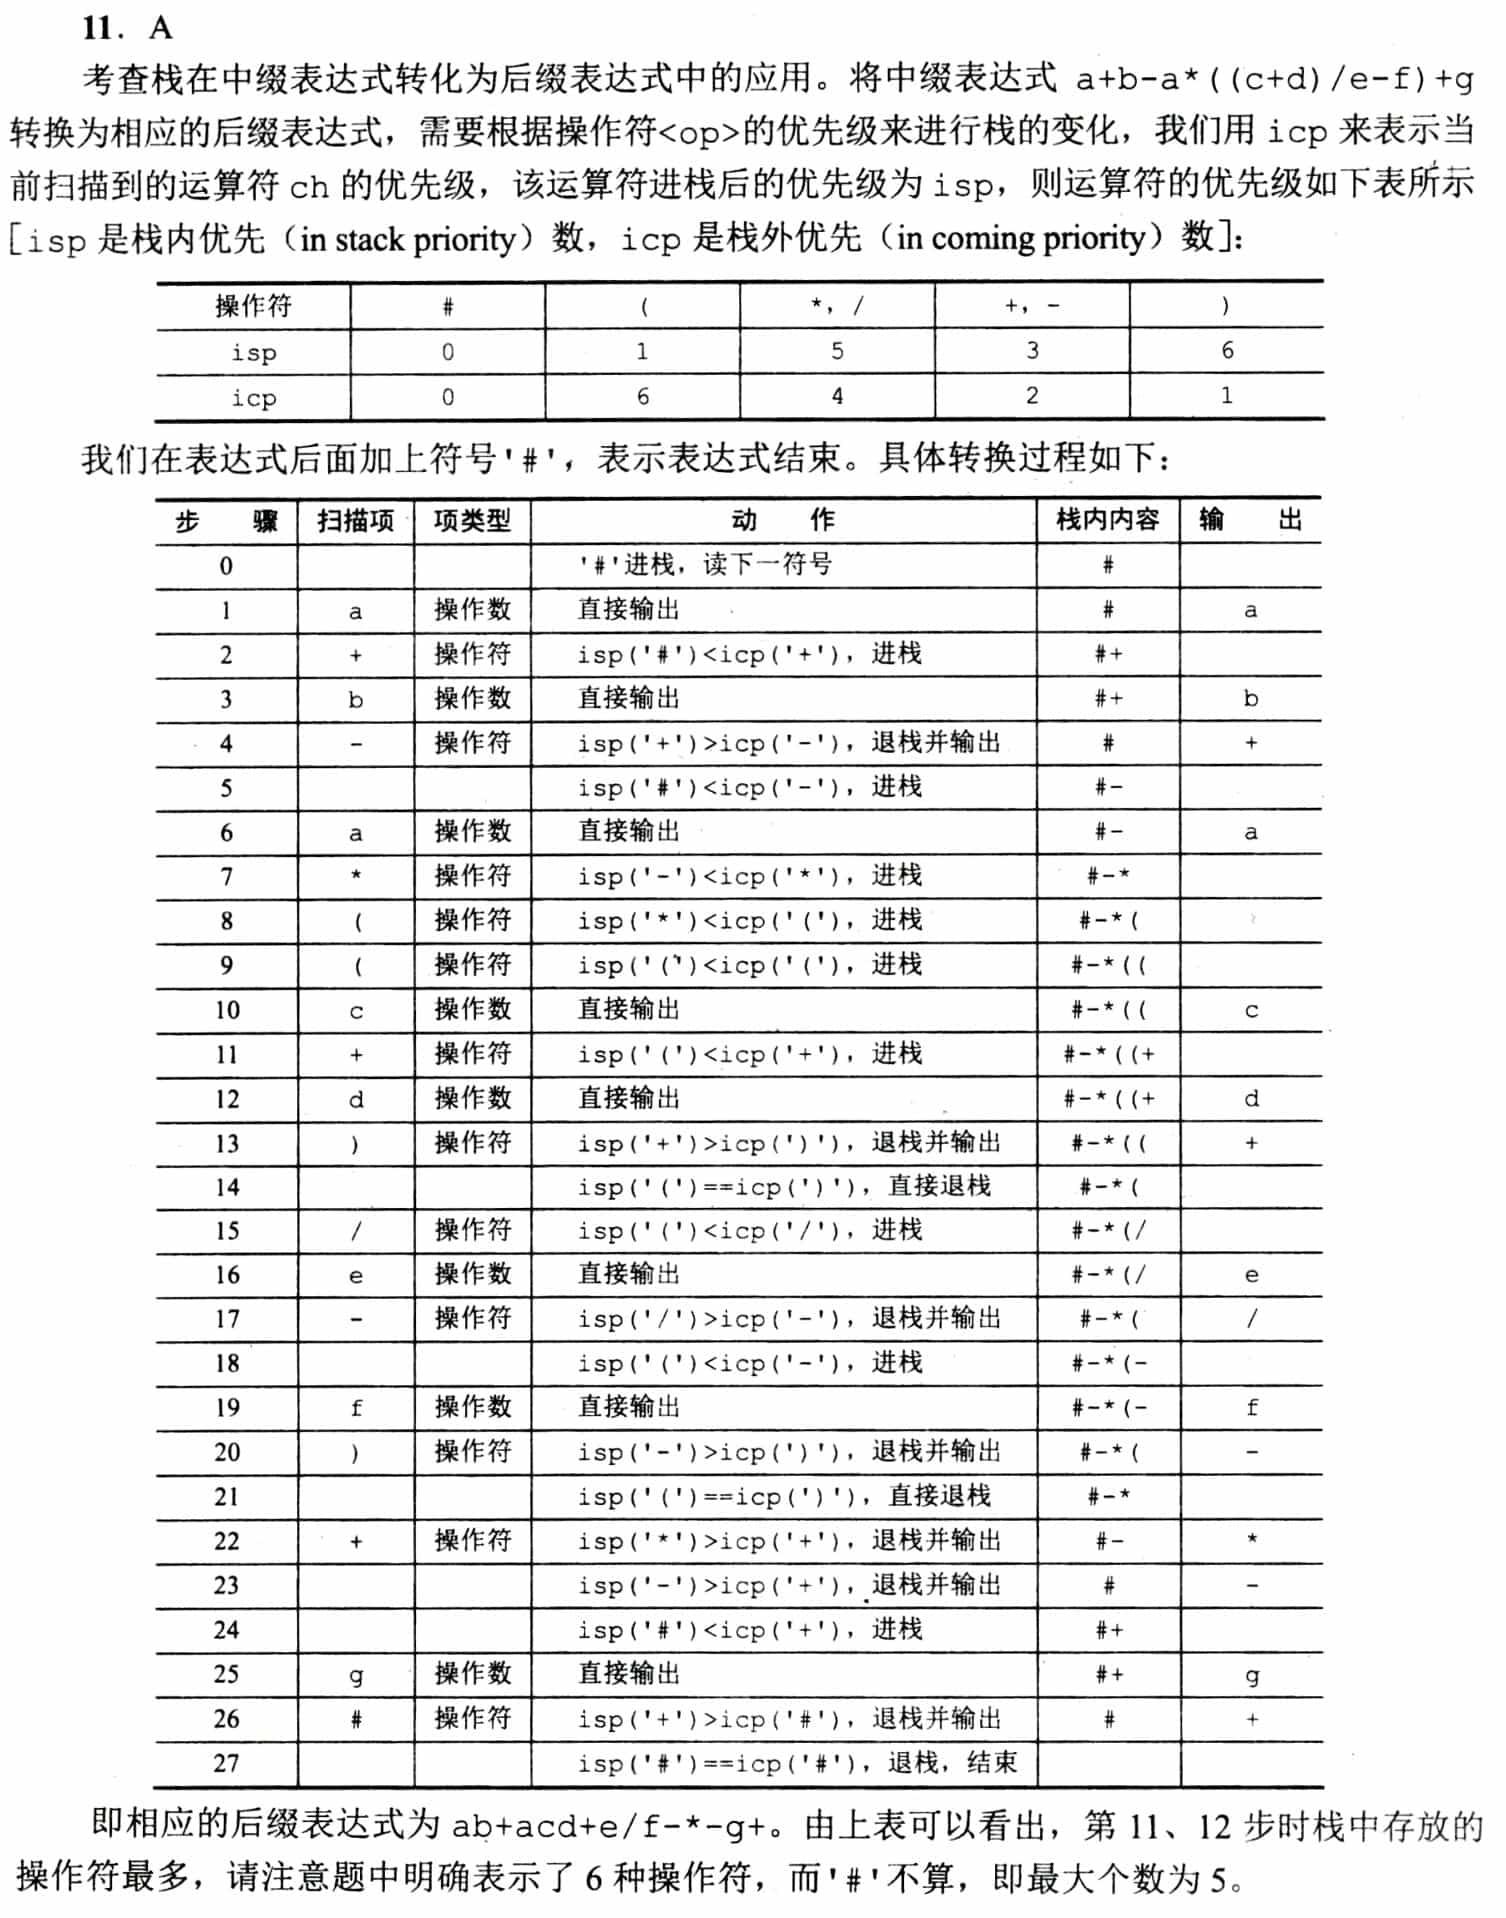 11. A
考查栈在中缀表达式转化为后缀表达式中的应用。将中缀表达式 a+b-a*((c+d)/e-f)+g
转换为相应的后缀表达式，需要根据操作符<op>的优先级来进行栈的变化，我们用 icp 来表示当
前扫描到的运算符 ch 的优先级，该运算符进栈后的优先级为 isp，则运算符的优先级如下表所示
[isp 是栈内优先（in stack priority）数，icp 是栈外优先（in coming priority）数]：
操作符 # ( *，/ +，- )
isp 0 1 5 3 6
icp 0 6 4 2 1
我们在表达式后面加上符号'#'，表示表达式结束。具体转换过程如下：
步 骤 扫描项 项类型 动 作 栈内内容 输 出
0 '#'进栈，读下一符号 #
1 a 操作数 直接输出 # a
2 + 操作符 isp('#')<icp('+')，进栈 #+
3 b 操作数 直接输出 #+ b
4 - 操作符 isp('+')>icp('-')，退栈并输出 # +
5 isp('#')<icp('-')，进栈 #-
6 a 操作数 直接输出 #- a
7 * 操作符 isp('-')<icp('*')，进栈 #-*
8 ( 操作符 isp('*')<icp('(')，进栈 #-*(
9 ( 操作符 isp('(')<icp('(')，进栈 #-*((
10 c 操作数 直接输出 #-*(( c
11 + 操作符 isp('(')<icp('+')，进栈 #-*((+
12 d 操作数 直接输出 #-*((+ d
13 ) 操作符 isp('+')>icp(')')，退栈并输出 #-*(( +
14 isp('(')==icp(')')，直接退栈 #-*(
15 / 操作符 isp('(')<icp('/')，进栈 #-*(/
16 e 操作数 直接输出 #-*(/ e
17 - 操作符 isp('/')>icp('-')，退栈并输出 #-*( /
18 isp('(')<icp('-')，进栈 #-*(-
19 f 操作数 直接输出 #-*(- f
20 ) 操作符 isp('-')>icp(')')，退栈并输出 #-*( -
21 isp('(')==icp(')')，直接退栈 #-*
22 + 操作符 isp('*')>icp('+')，退栈并输出 #- *
23 isp('-')>icp('+')，退栈并输出 # -
24 isp('#')<icp('+')，进栈 #+
25 g 操作数 直接输出 #+ g
26 # 操作符 isp('+')>icp('#')，退栈并输出 # +
27 isp('#')==icp('#')，退栈，结束
即相应的后缀表达式为 ab+acd+e/f-*-g+。由上表可以看出，第 11、12 步时栈中存放的
操作符最多，请注意题中明确表示了 6 种操作符，而'#'不算，即最大个数为 5。